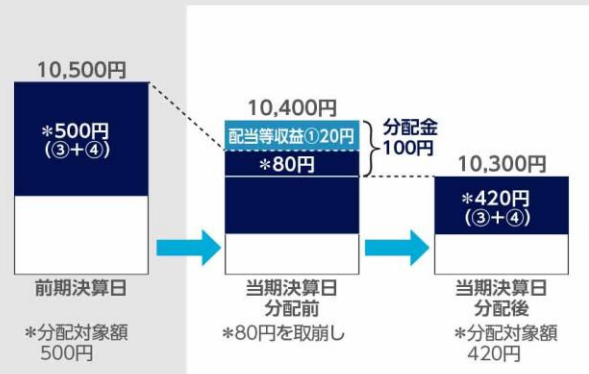 10,500円
*500円
(③+④)
前期決算日
*分配対象額
500円
10,400円
配当等収益①20円
*80円
分配金
100円
当期決算日
分配前
*80円を取崩し
10,300円
*420円
(③+④)
当期決算日
分配後
*分配対象額
420円